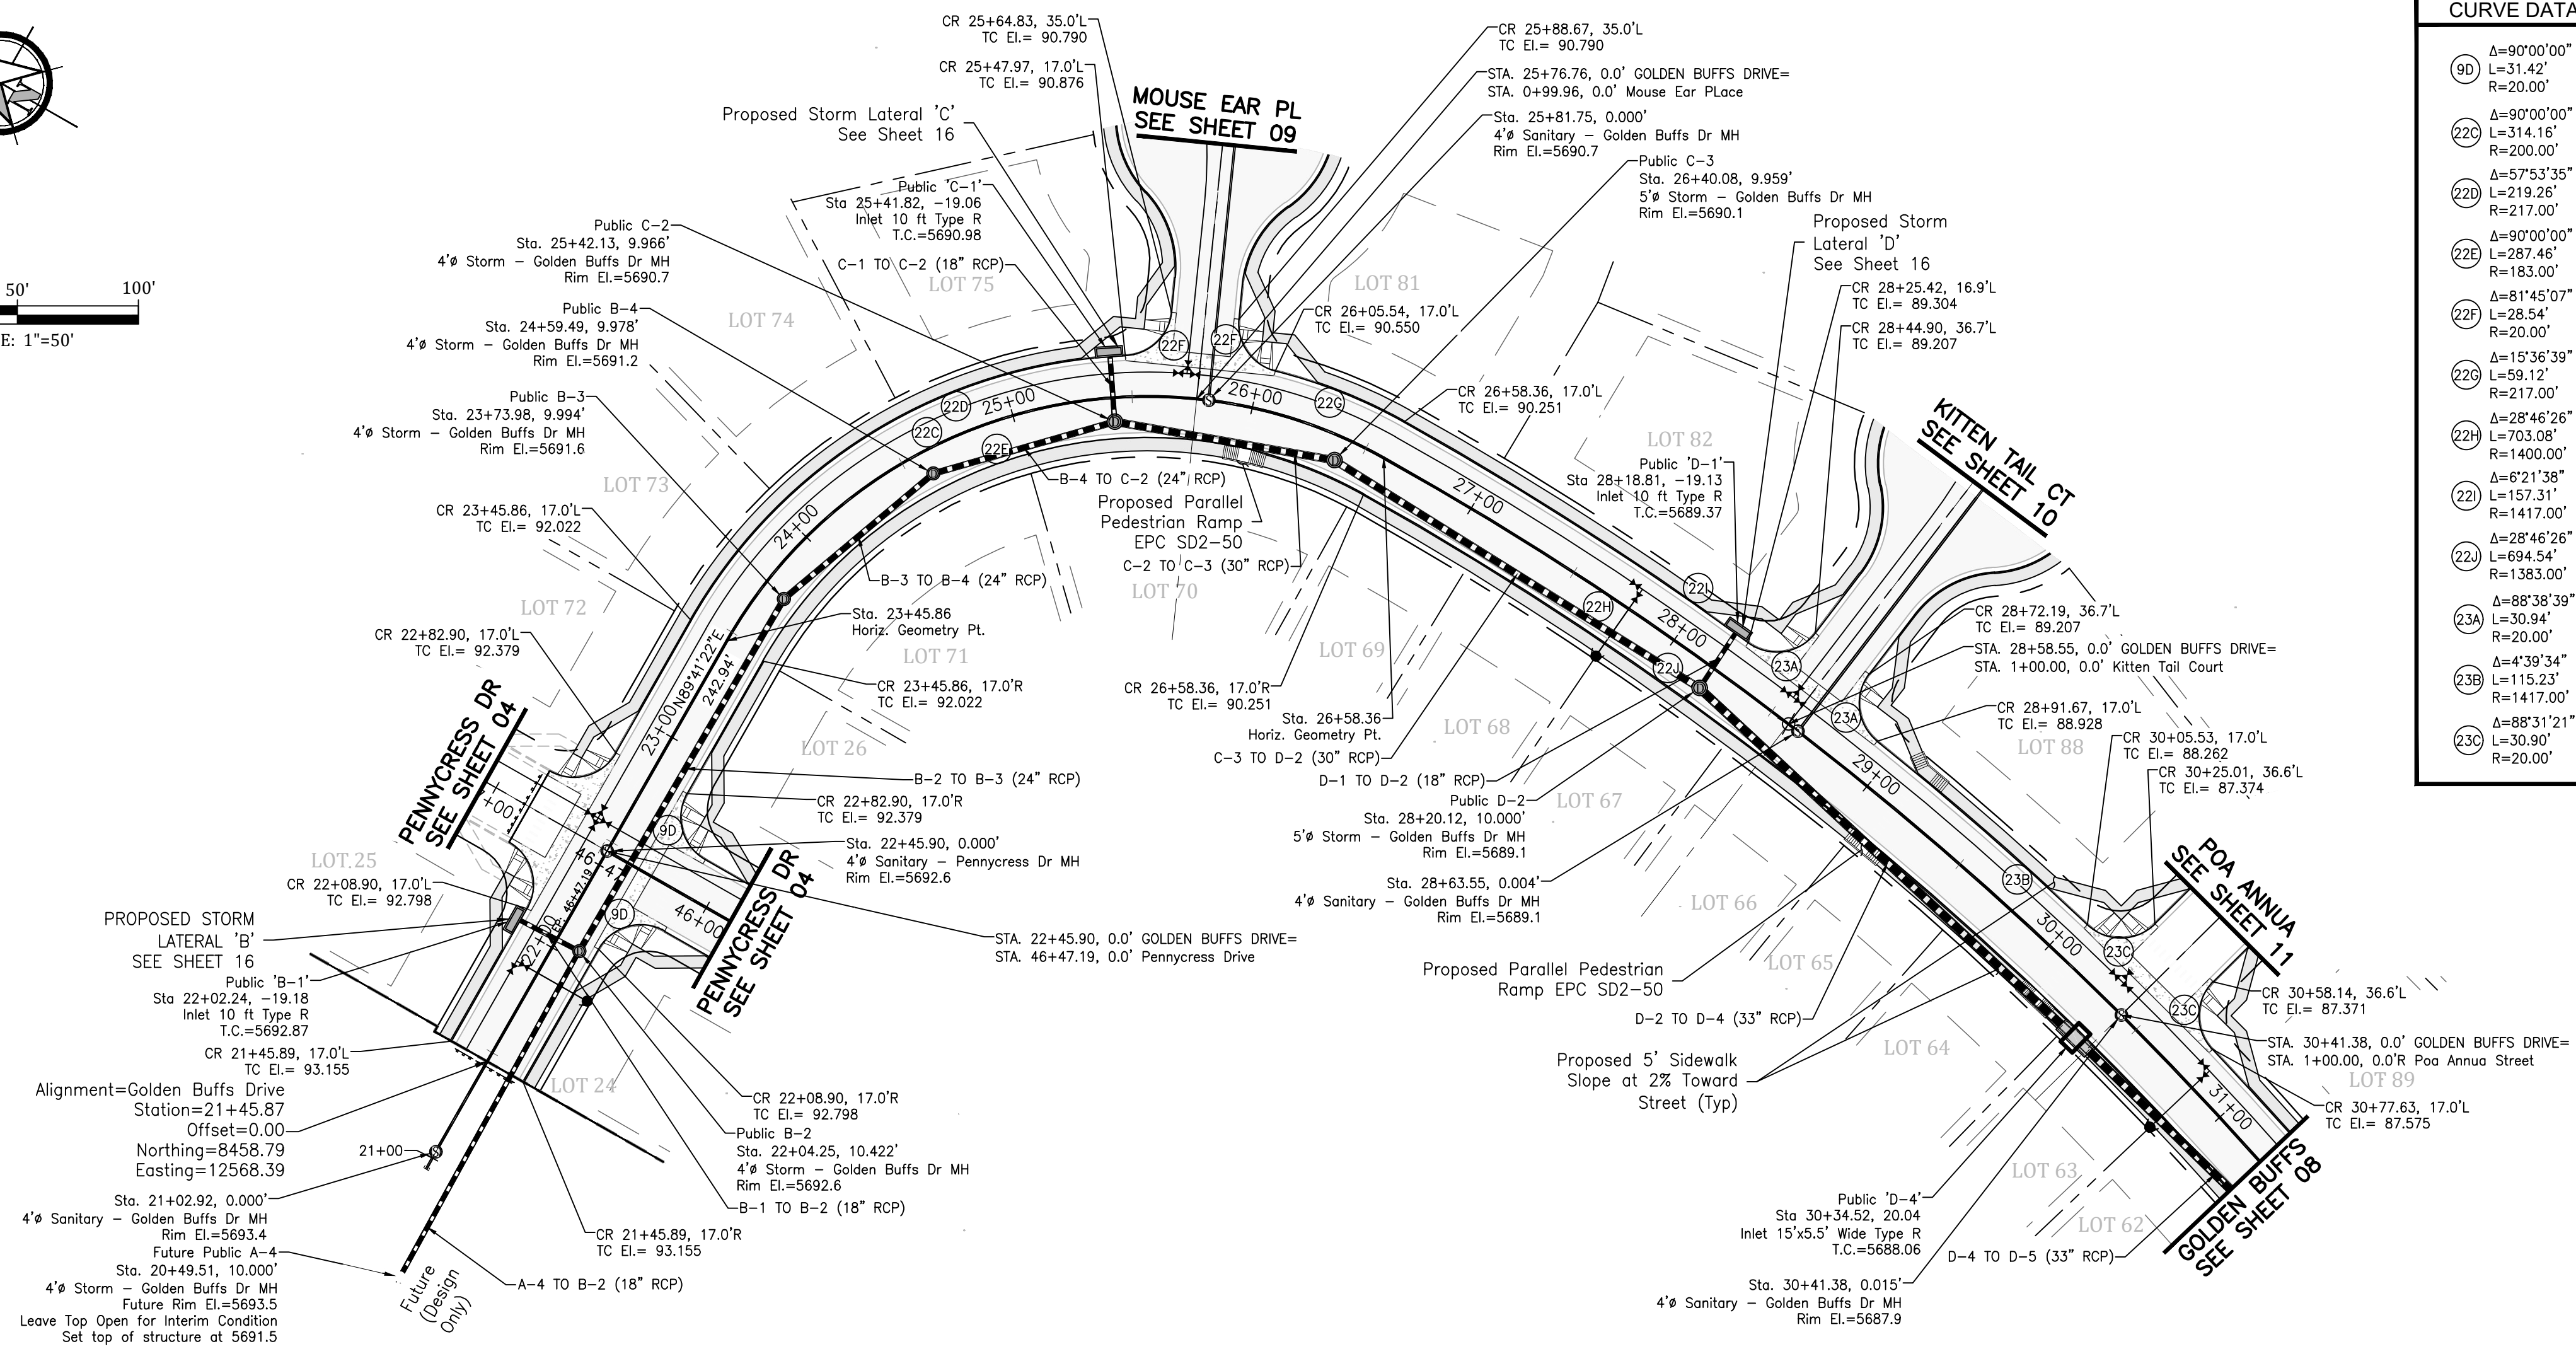 50'
100'
E: 1"=50'
CR 25+64.83, 35.0'L
TC El.= 90.790
CR 25+47.97, 17.0'L
TC El.= 90.876
Proposed Storm Lateral 'C'
See Sheet 16
MOUSE EAR PL
SEE SHEET 09
CR 25+88.67, 35.0'L
TC El.= 90.790
STA. 25+76.76, 0.0' GOLDEN BUFFS DRIVE=
STA. 0+99.96, 0.0' Mouse Ear PLace
Sta. 25+81.75, 0.000'
4'ø Sanitary – Golden Buffs Dr MH
Rim El.=5690.7
Public C-3
Sta. 26+40.08, 9.959'
5'ø Storm – Golden Buffs Dr MH
Rim El.=5690.1
Public 'C-1'
Sta 25+41.82, -19.06
Inlet 10 ft Type R
T.C.=5690.98
C-1 TO C-2 (18" RCP)
Public C-2
Sta. 25+42.13, 9.966'
4'ø Storm – Golden Buffs Dr MH
Rim El.=5690.7
Public B-4
Sta. 24+59.49, 9.978'
4'ø Storm – Golden Buffs Dr MH
Rim El.=5691.2
Public B-3
Sta. 23+73.98, 9.994'
4'ø Storm – Golden Buffs Dr MH
Rim El.=5691.6
Proposed Storm
Lateral 'D'
See Sheet 16
CR 28+25.42, 16.9'L
TC El.= 89.304
CR 28+44.90, 36.7'L
TC El.= 89.207
LOT 75
LOT 74
LOT 73
LOT 72
LOT 81
LOT 82
CR 26+05.54, 17.0'L
TC El.= 90.550
22F
22F
22D
22C
22E
22G
25+00
26+00
24+00
27+00
CR 26+58.36, 17.0'L
TC El.= 90.251
KITTEN TAIL CT
SEE SHEET 10
Public 'D-1'
Sta 28+18.81, -19.13
Inlet 10 ft Type R
T.C.=5689.37
CR 23+45.86, 17.0'L
TC El.= 92.022
B-4 TO C-2 (24" RCP)
Proposed Parallel
Pedestrian Ramp
EPC SD2-50
C-2 TO C-3 (30" RCP)
LOT 70
B-3 TO B-4 (24" RCP)
Sta. 23+45.86
Horiz. Geometry Pt.
LOT 71
CR 23+45.86, 17.0'R
TC El.= 92.022
CR 22+82.90, 17.0'L
TC El.= 92.379
N89°41'22"E
242.94'
23+00
LOT 26
LOT 69
CR 26+58.36, 17.0'R
TC El.= 90.251
Sta. 26+58.36
Horiz. Geometry Pt.
C-3 TO D-2 (30" RCP)
LOT 68
22H
22I
22J
28+00
23A
23A
CR 28+72.19, 36.7'L
TC El.= 89.207
STA. 28+58.55, 0.0' GOLDEN BUFFS DRIVE=
STA. 1+00.00, 0.0' Kitten Tail Court
CR 28+91.67, 17.0'L
TC El.= 88.928
LOT 88
CR 30+05.53, 17.0'L
TC El.= 88.262
CR 30+25.01, 36.6'L
TC El.= 87.374
PENNYCRESS DR
SEE SHEET 04
+00
B-2 TO B-3 (24" RCP)
CR 22+82.90, 17.0'R
TC El.= 92.379
9D
Sta. 22+45.90, 0.000'
4'ø Sanitary – Pennycress Dr MH
Rim El.=5692.6
D-1 TO D-2 (18" RCP)
Public D-2
Sta. 28+20.12, 10.000'
5'ø Storm – Golden Buffs Dr MH
Rim El.=5689.1
LOT 67
Sta. 28+63.55, 0.004'
4'ø Sanitary – Golden Buffs Dr MH
Rim El.=5689.1
29+00
LOT 66
LOT 25
CR 22+08.90, 17.0'L
TC El.= 92.798
PROPOSED STORM
LATERAL 'B'
SEE SHEET 16
Public 'B-1'
Sta 22+02.24, -19.18
Inlet 10 ft Type R
T.C.=5692.87
46+47
EP: 46+47.19
22+00
9D
46+00
PENNYCRESS DR
SEE SHEET 04
STA. 22+45.90, 0.0' GOLDEN BUFFS DRIVE=
STA. 46+47.19, 0.0' Pennycress Drive
23B
30+00
23C
23C
POA ANNUA
SEE SHEET 11
Proposed Parallel Pedestrian
Ramp EPC SD2-50
LOT 65
D-2 TO D-4 (33" RCP)
LOT 64
Proposed 5' Sidewalk
Slope at 2% Toward
Street (Typ)
CR 30+58.14, 36.6'L
TC El.= 87.371
STA. 30+41.38, 0.0' GOLDEN BUFFS DRIVE=
STA. 1+00.00, 0.0'R Poa Annua Street
LOT 89
CR 30+77.63, 17.0'L
TC El.= 87.575
31+00
GOLDEN BUFFS
SEE SHEET 08
CR 21+45.89, 17.0'L
TC El.= 93.155
Alignment=Golden Buffs Drive
Station=21+45.87
Offset=0.00
Northing=8458.79
Easting=12568.39
21+00
Sta. 21+02.92, 0.000'
4'ø Sanitary – Golden Buffs Dr MH
Rim El.=5693.4
Future Public A-4
Sta. 20+49.51, 10.000'
4'ø Storm – Golden Buffs Dr MH
Future Rim El.=5693.5
Leave Top Open for Interim Condition
Set top of structure at 5691.5
LOT 24
CR 22+08.90, 17.0'R
TC El.= 92.798
Public B-2
Sta. 22+04.25, 10.422'
4'ø Storm – Golden Buffs Dr MH
Rim El.=5692.6
B-1 TO B-2 (18" RCP)
CR 21+45.89, 17.0'R
TC El.= 93.155
A-4 TO B-2 (18" RCP)
Future
(Design
Only)
LOT 63
LOT 62
Public 'D-4'
Sta 30+34.52, 20.04
Inlet 15'x5.5' Wide Type R
T.C.=5688.06
D-4 TO D-5 (33" RCP)
Sta. 30+41.38, 0.015'
4'ø Sanitary – Golden Buffs Dr MH
Rim El.=5687.9
CURVE DATA
9D
Δ=90°00'00"
L=31.42'
R=20.00'
22C
Δ=90°00'00"
L=314.16'
R=200.00'
22D
Δ=57°53'35"
L=219.26'
R=217.00'
22E
Δ=90°00'00"
L=287.46'
R=183.00'
22F
Δ=81°45'07"
L=28.54'
R=20.00'
22G
Δ=15°36'39"
L=59.12'
R=217.00'
22H
Δ=28°46'26"
L=703.08'
R=1400.00'
22I
Δ=6°21'38"
L=157.31'
R=1417.00'
22J
Δ=28°46'26"
L=694.54'
R=1383.00'
23A
Δ=88°38'39"
L=30.94'
R=20.00'
23B
Δ=4°39'34"
L=115.23'
R=1417.00'
23C
Δ=88°31'21"
L=30.90'
R=20.00'